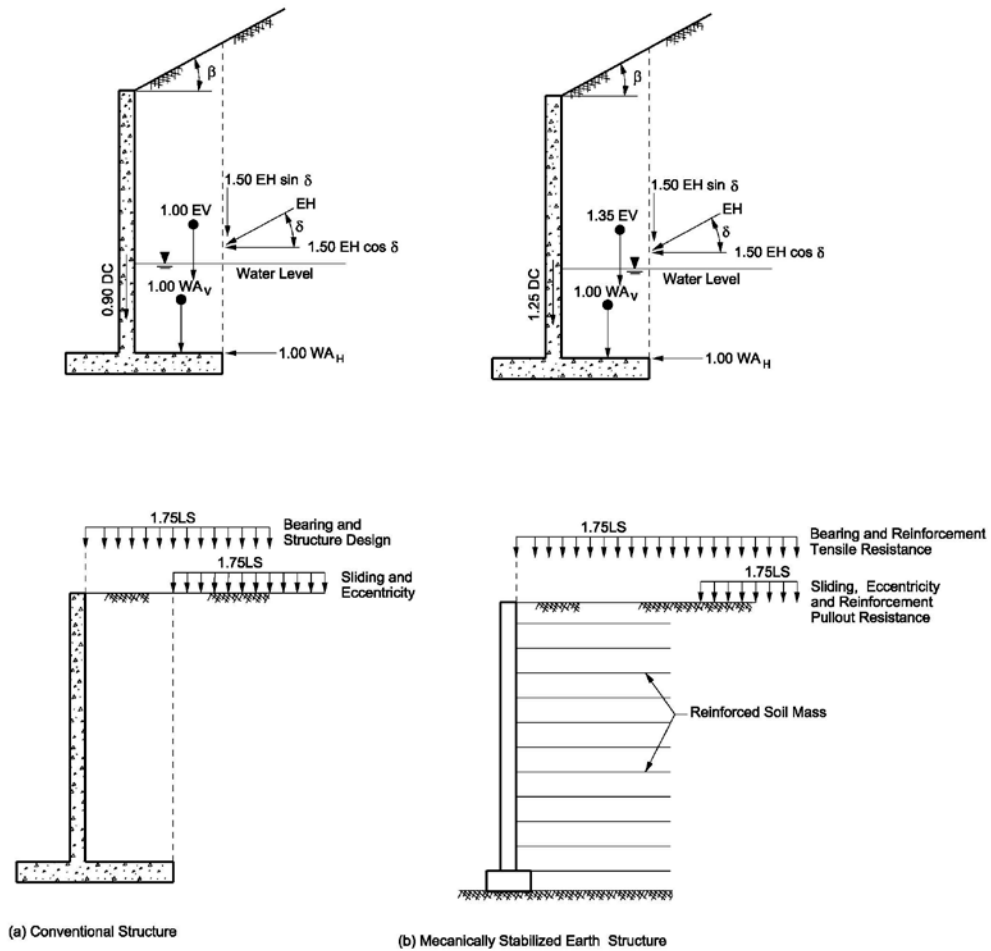 β
1.50 EH sin δ
EH
1.00 EV
δ
1.50 EH cos δ
Water Level
0.90 DC
1.00 WA_V
1.00 WA_H
β
1.50 EH sin δ
EH
1.35 EV
δ
1.50 EH cos δ
Water Level
1.25 DC
1.00 WA_V
1.00 WA_H
1.75LS
Bearing and
Structure Design
1.75LS
Sliding and
Eccentricity
(a) Conventional Structure
1.75LS
Bearing and Reinforcement
Tensile Resistance
1.75LS
Sliding, Eccentricity
and Reinforcement
Pullout Resistance
Reinforced Soil Mass
(b) Mecanically Stabilized Earth Structure